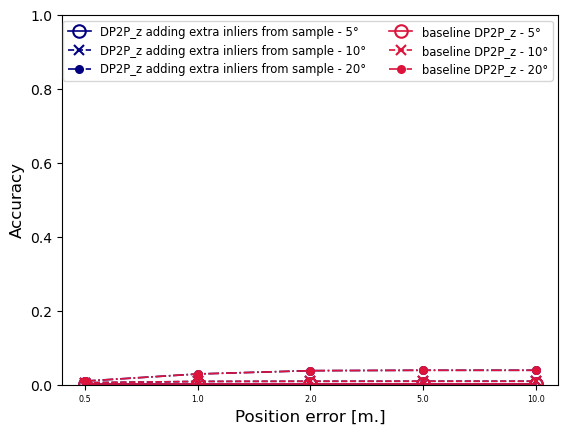 1.0
DP2P_z adding extra inliers from sample - 5°
baseline DP2P_z - 5°
DP2P_z adding extra inliers from sample - 10°
baseline DP2P_z - 10°
DP2P_z adding extra inliers from sample - 20°
baseline DP2P_z - 20°
0.8
0.6
0.4
0.2
0.0
Accuracy
0.5 1.0 2.0 5.0 10.0
Position error [m.]